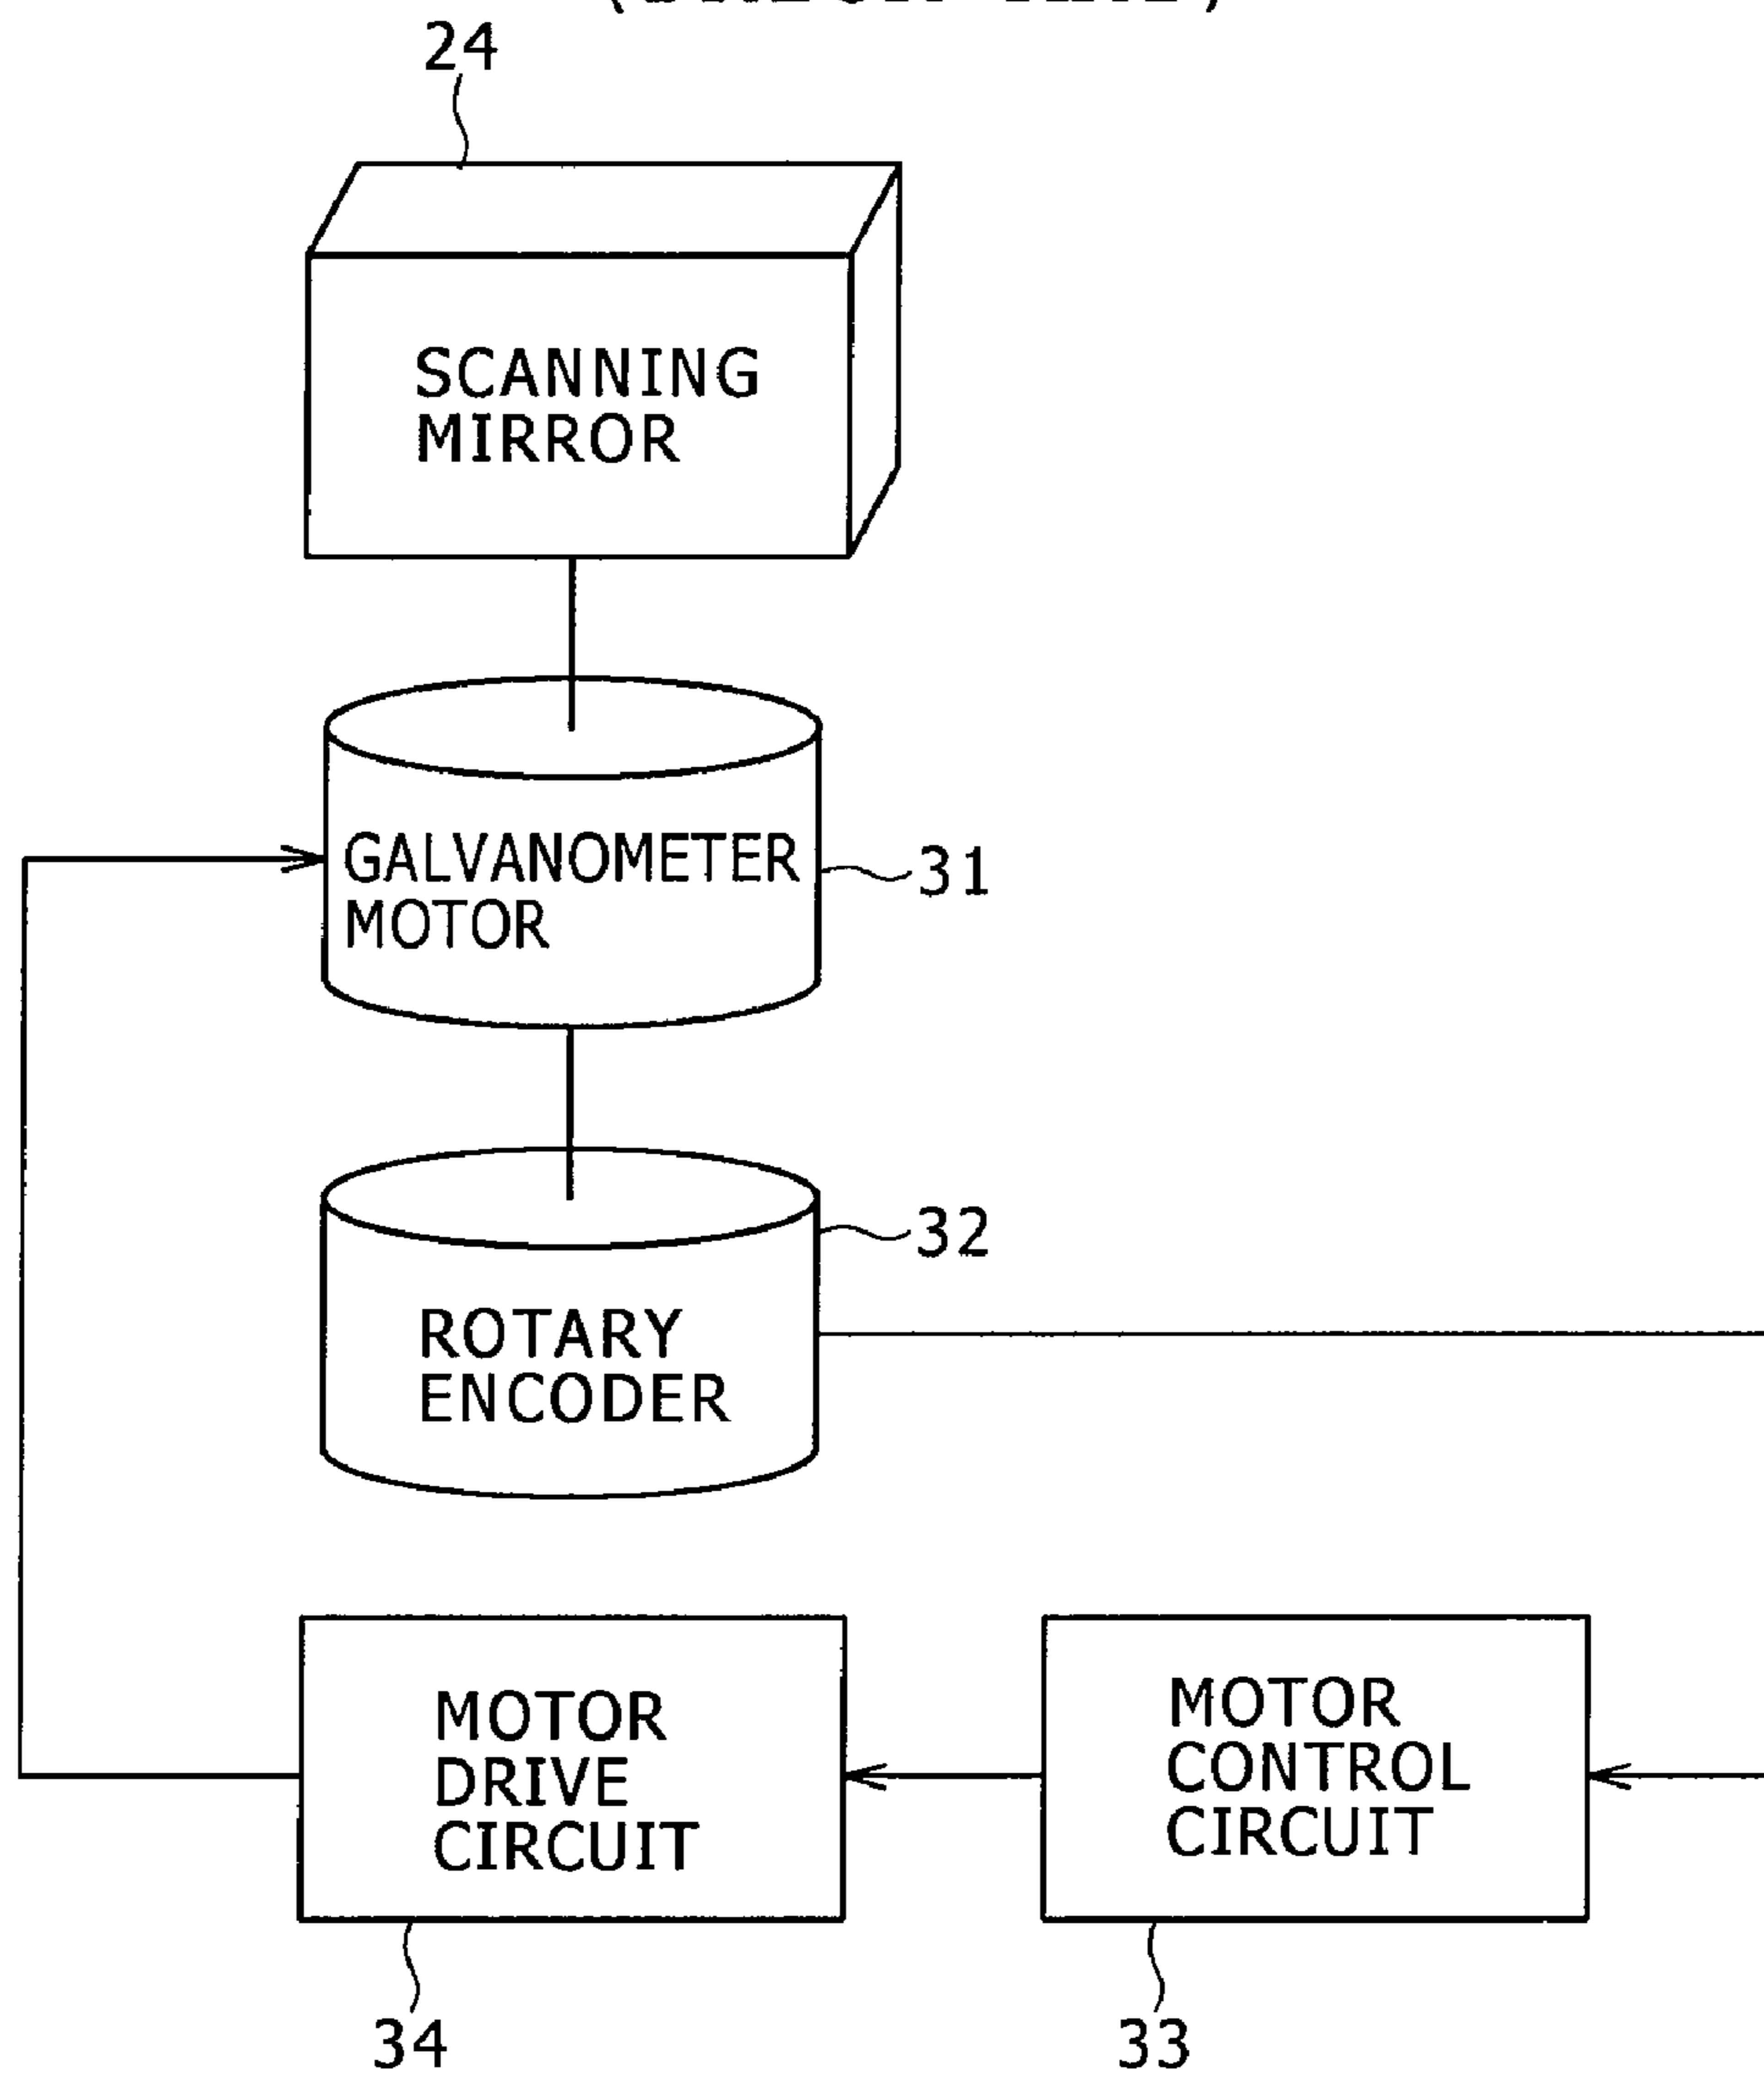 24
SCANNING
MIRROR
GALVANOMETER
MOTOR
31
32
ROTARY
ENCODER
MOTOR
DRIVE
CIRCUIT
MOTOR
CONTROL
CIRCUIT
34
33